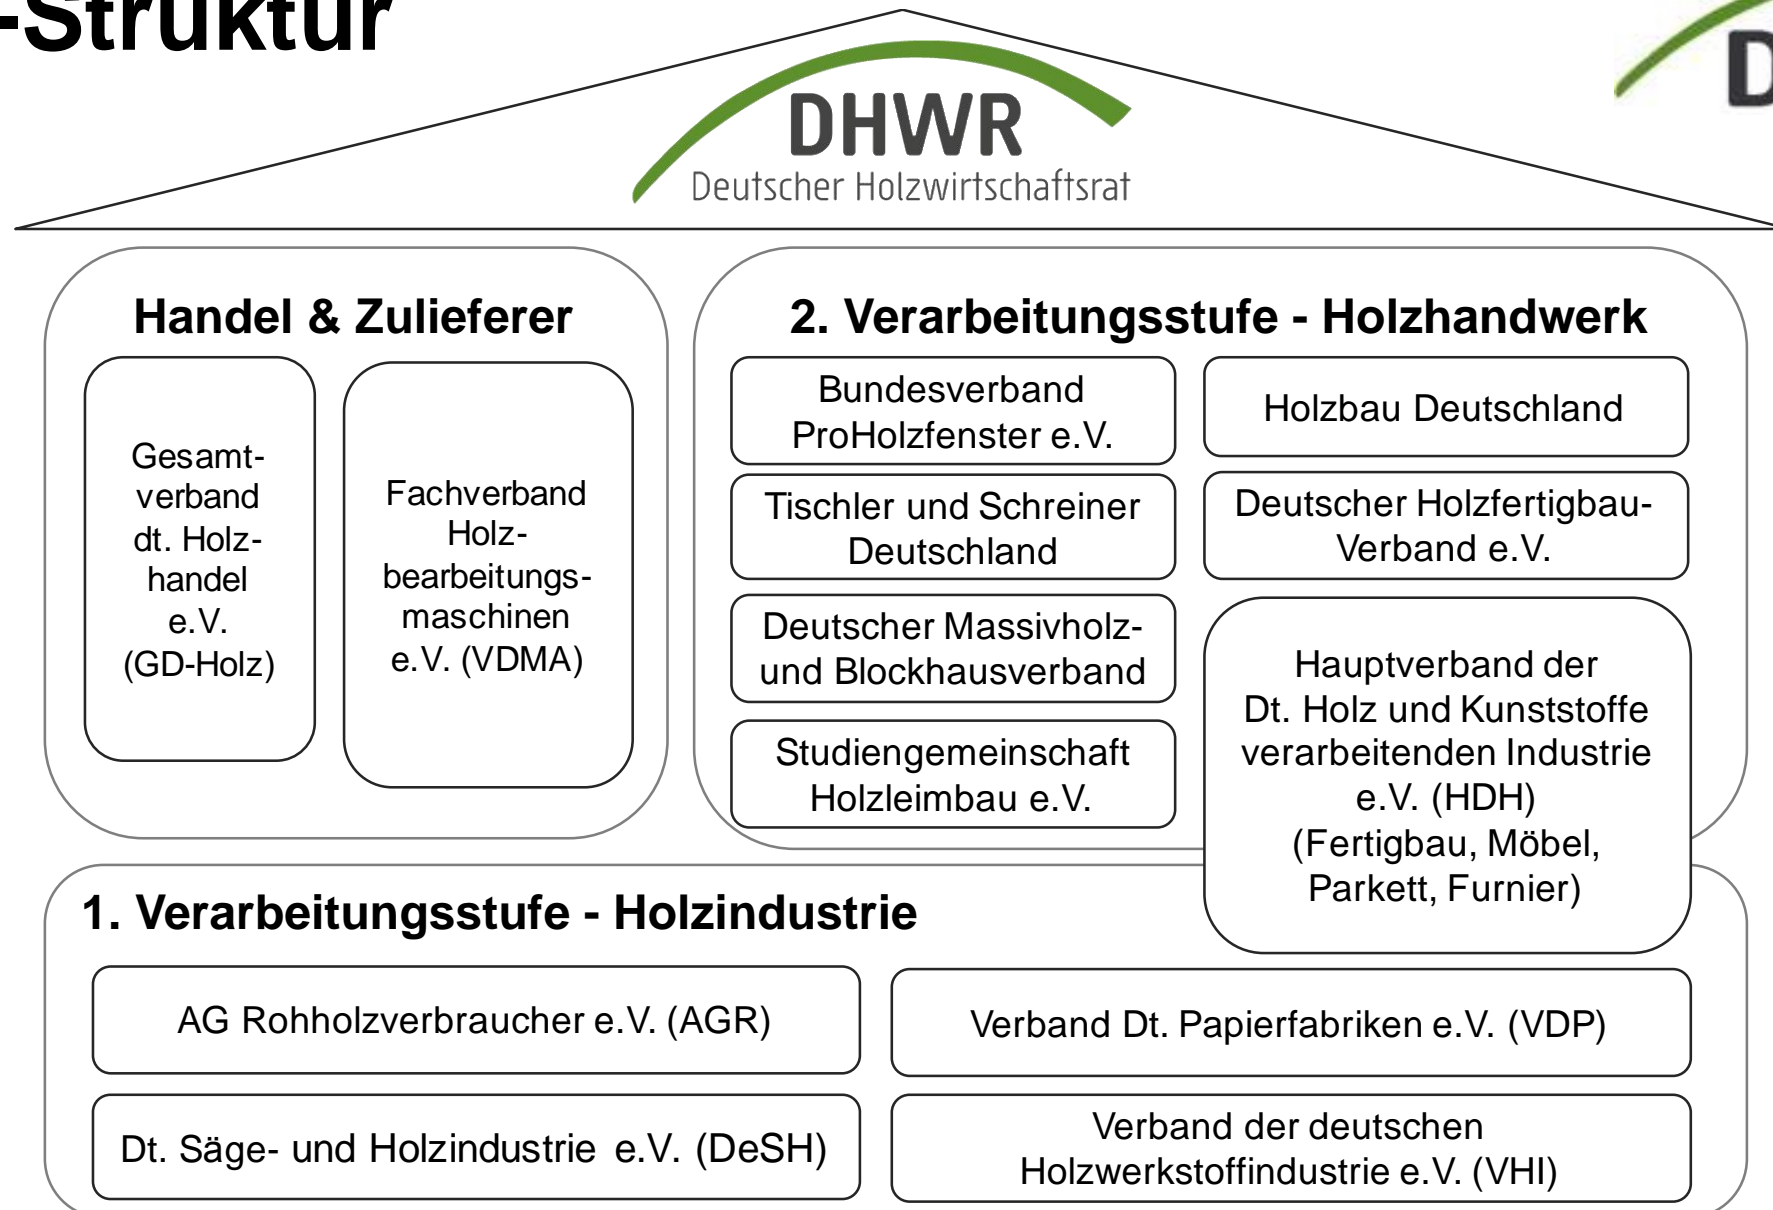 -Struktur
DHWR
Deutscher Holzwirtschaftsrat
D
Handel & Zulieferer
Gesamt-
verband
dt. Holz-
handel
e.V.
(GD-Holz)
Fachverband
Holz-
bearbeitungs-
maschinen
e.V. (VDMA)
2. Verarbeitungsstufe - Holzhandwerk
Bundesverband
ProHolzfenster e.V.
Holzbau Deutschland
Tischler und Schreiner
Deutschland
Deutscher Holzfertigbau-
Verband e.V.
Deutscher Massivholz-
und Blockhausverband
Studiengemeinschaft
Holzleimbau e.V.
Hauptverband der
Dt. Holz und Kunststoffe
verarbeitenden Industrie
e.V. (HDH)
(Fertigbau, Möbel,
Parkett, Furnier)
1. Verarbeitungsstufe - Holzindustrie
AG Rohholzverbraucher e.V. (AGR)
Verband Dt. Papierfabriken e.V. (VDP)
Dt. Säge- und Holzindustrie e.V. (DeSH)
Verband der deutschen
Holzwerkstoffindustrie e.V. (VHI)